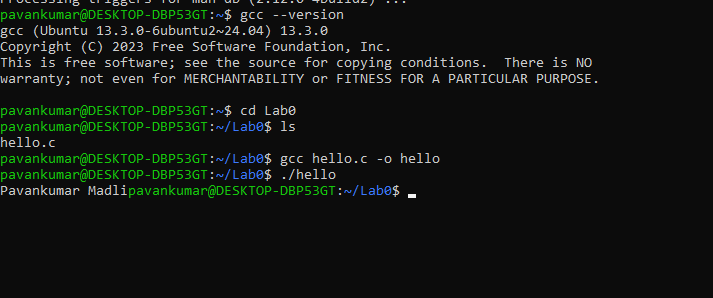 Processing triggers for man-db (2.12.0-4build2) ...
pavankumar@DESKTOP-DBP53GT:~$ gcc --version
gcc (Ubuntu 13.3.0-6ubuntu2~24.04) 13.3.0
Copyright (C) 2023 Free Software Foundation, Inc.
This is free software; see the source for copying conditions.  There is NO
warranty; not even for MERCHANTABILITY or FITNESS FOR A PARTICULAR PURPOSE.
pavankumar@DESKTOP-DBP53GT:~$ cd Lab0
pavankumar@DESKTOP-DBP53GT:~/Lab0$ ls
hello.c
pavankumar@DESKTOP-DBP53GT:~/Lab0$ gcc hello.c -o hello
pavankumar@DESKTOP-DBP53GT:~/Lab0$ ./hello
Pavankumar Madlipavankumar@DESKTOP-DBP53GT:~/Lab0$